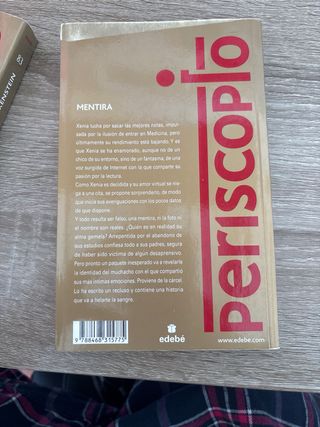 MENTIRA
Xenia lucha por sacar las mejores notas, impul-
sada por la ilusión de entrar en Medicina, pero
últimamente su rendimiento está bajando. Y es
que Xenia se ha enamorado, aunque no de un
chico de su entorno, sino de un fantasma, de una
voz surgida de Internet con la que comparte su
pasión por la lectura.
Como Xenia es decidida y su amor virtual se nie-
ga a una cita, se propone sorprenderlo, de modo
que inicia sus averiguaciones con los pocos datos
de que dispone.
Y todo resulta ser falso, una mentira, ni la foto ni
el nombre son reales. ¿Quién es en realidad su
alma gemela? Arrepentida por el abandono de
sus estudios confiesa todo a sus padres, segura
de haber sido víctima de algún desaprensivo.
Pero pronto un paquete inesperado va a revelarle
la identidad del muchacho con el que compartió
sus más íntimas emociones. Proviene de la cárcel.
Lo ha escrito un recluso y contiene una historia
que va a helarle la sangre.
9 788468 315775
edebé
www.edebe.com
periscopio